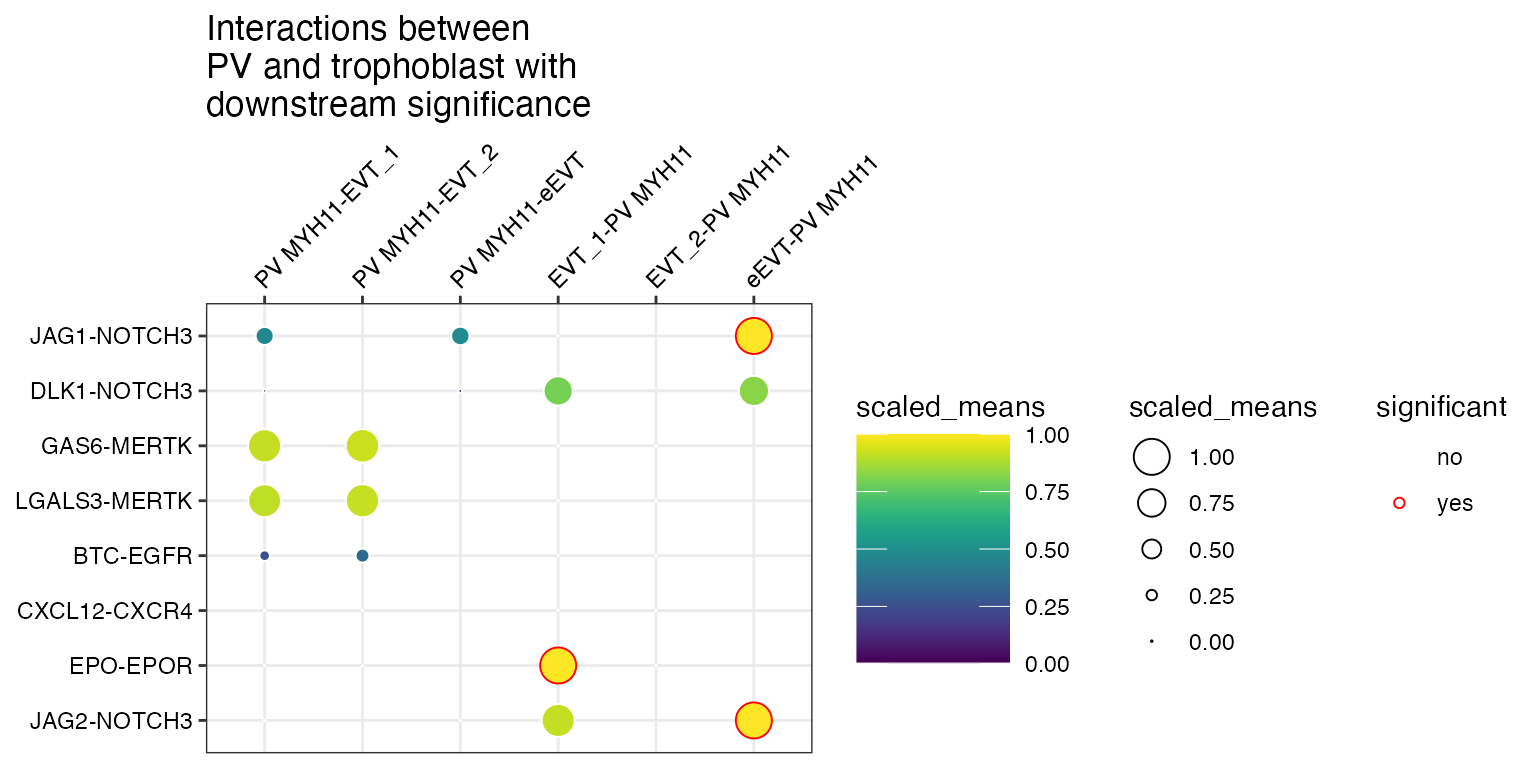 Interactions between
PV and trophoblast with
downstream significance
PV MYH11-EVT_1
PV MYH11-EVT_2
PV MYH11-eEVT
EVT_1-PV MYH11
EVT_2-PV MYH11
eEVT-PV MYH11
JAG1-NOTCH3
DLK1-NOTCH3
GAS6-MERTK
LGALS3-MERTK
BTC-EGFR
CXCL12-CXCR4
EPO-EPOR
JAG2-NOTCH3
scaled_means
1.00
0.75
0.50
0.25
0.00
scaled_means
1.00
0.75
0.50
0.25
0.00
significant
no
yes